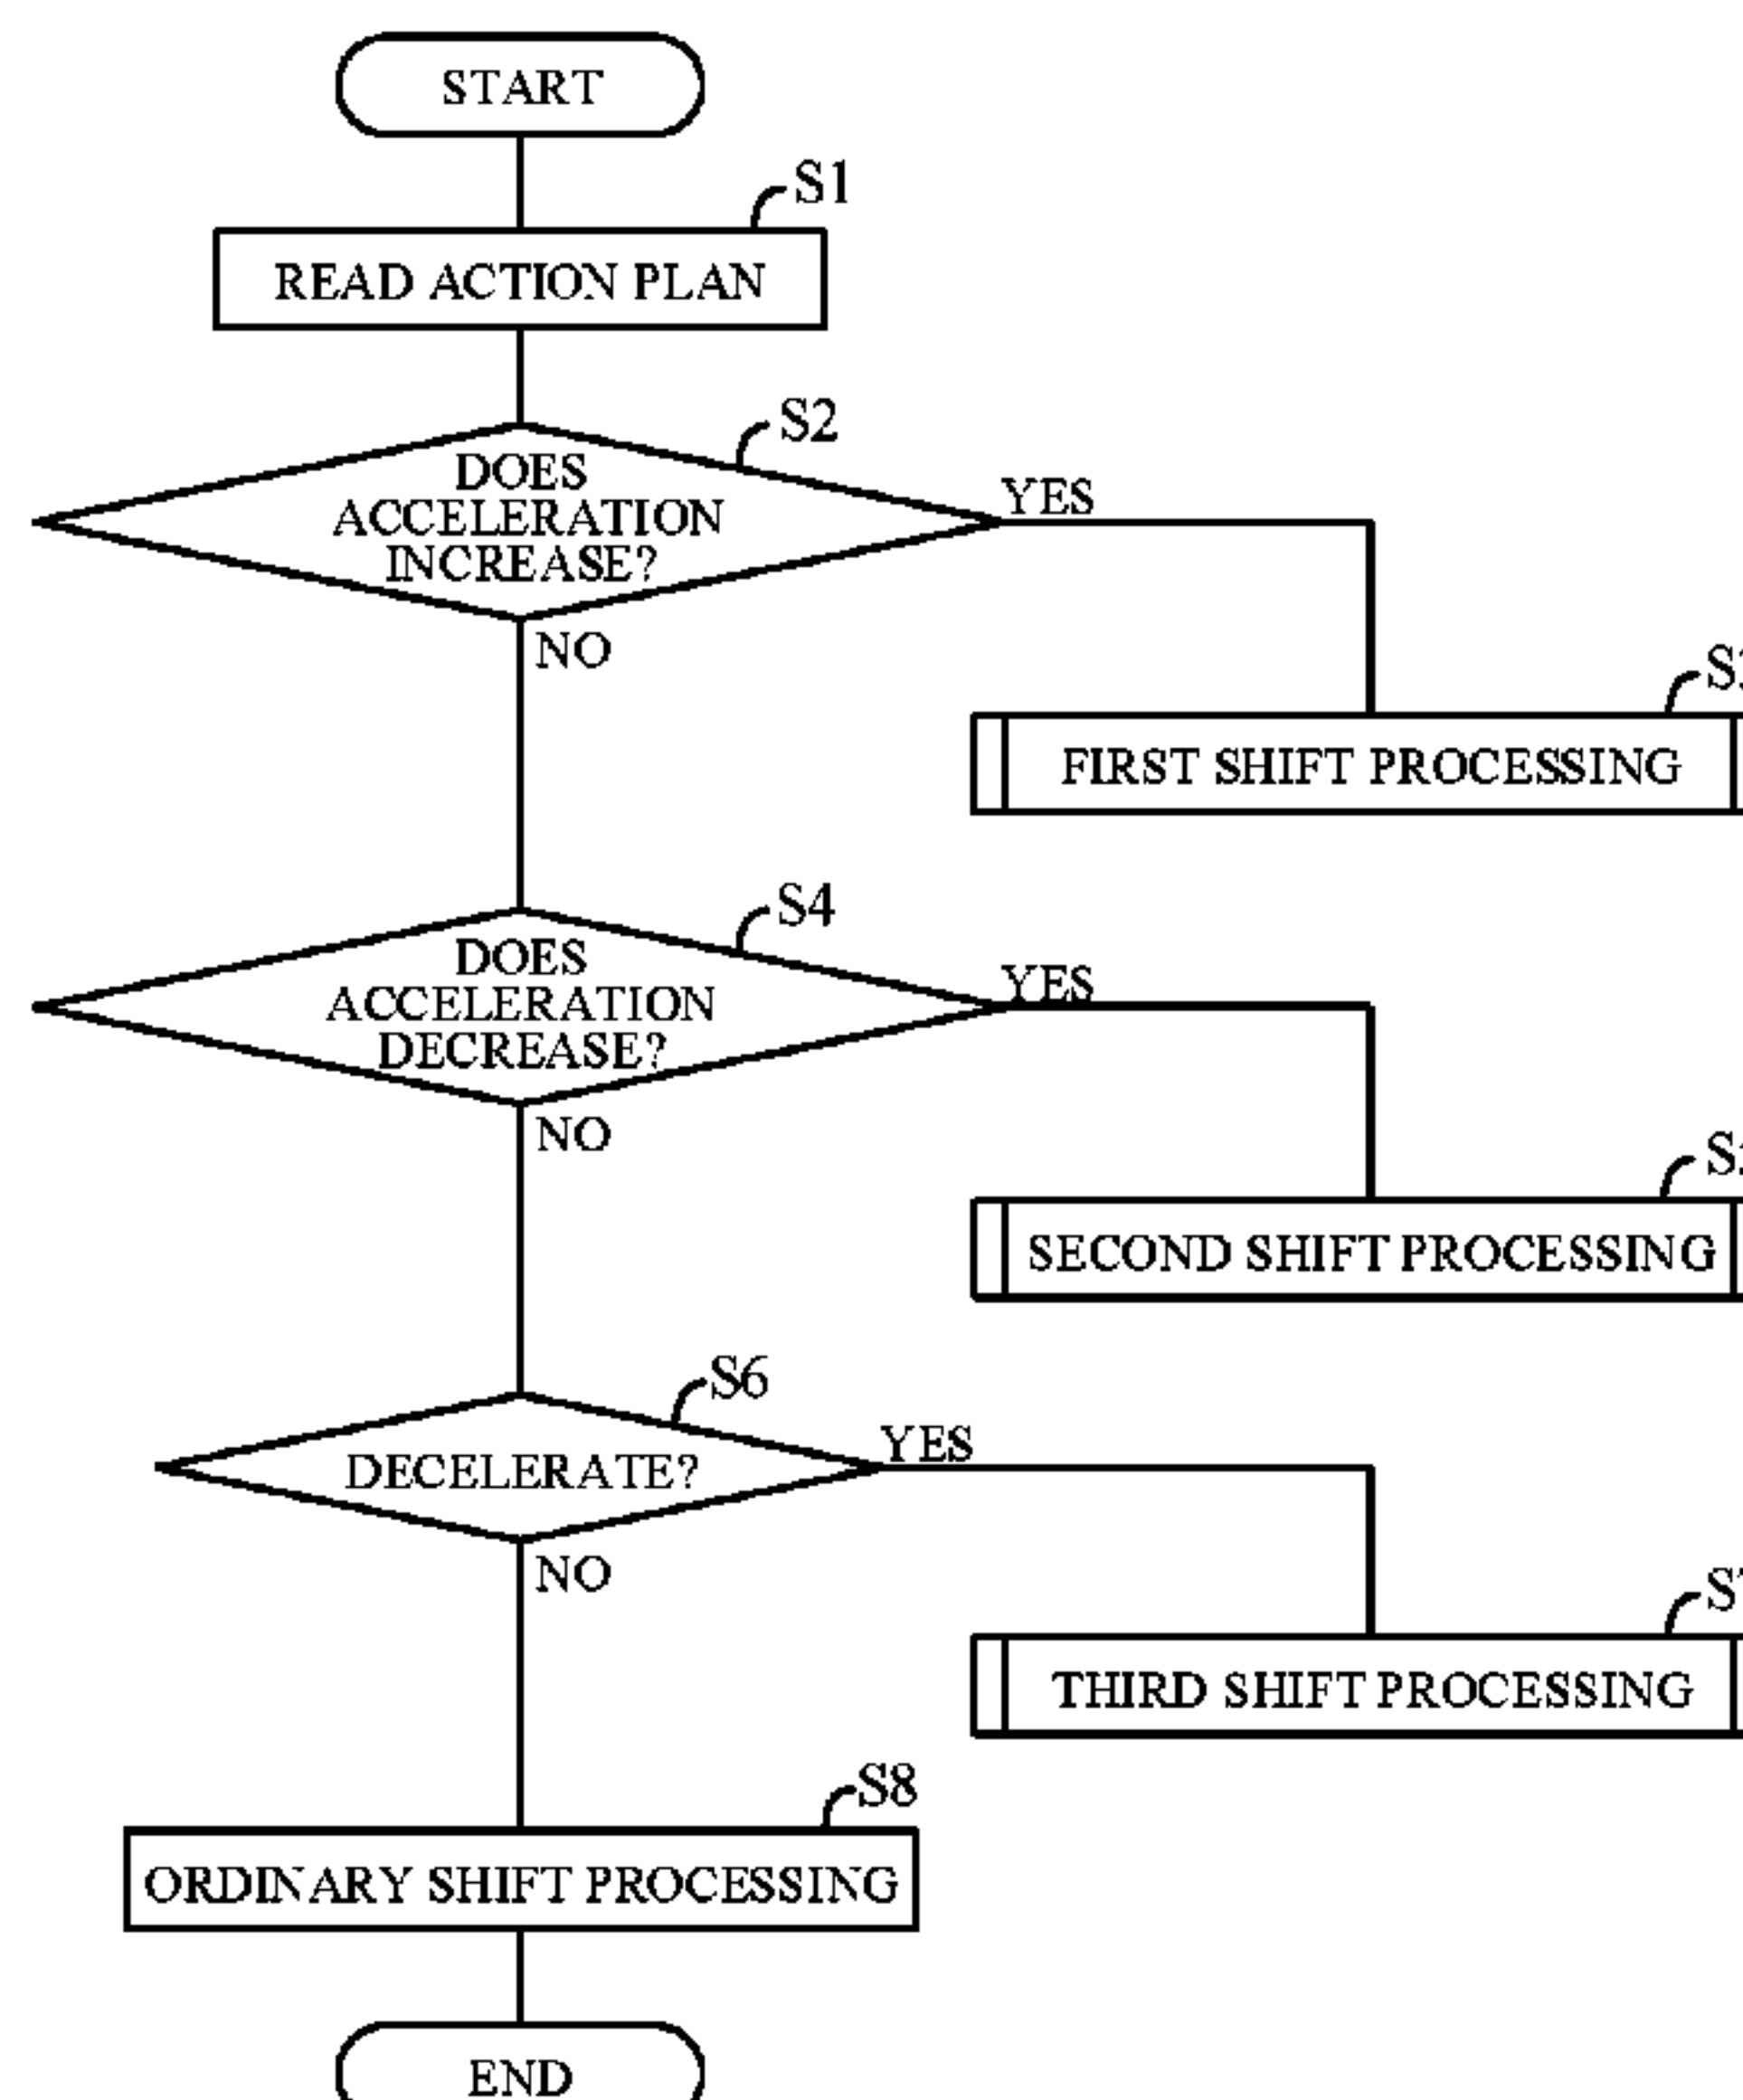 START
S1
READ ACTION PLAN
S2
DOES
ACCELERATION
INCREASE?
YES
NO
FIRST SHIFT PROCESSING
S4
DOES
ACCELERATION
DECREASE?
YES
NO
SECOND SHIFT PROCESSING
S6
DECELERATE?
YES
NO
THIRD SHIFT PROCESSING
S8
ORDINARY SHIFT PROCESSING
END